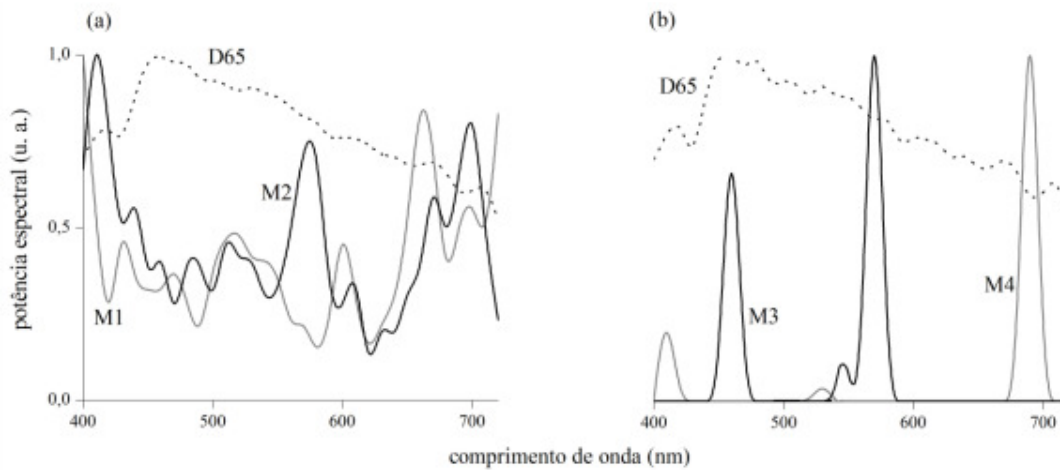 (a)
(b)
1,0
D65
D65
potência espectral (u. a.)
M2
0,5
M4
M1
M3
0,0
400 500 600 700
400 500 600 700
comprimento de onda (nm)